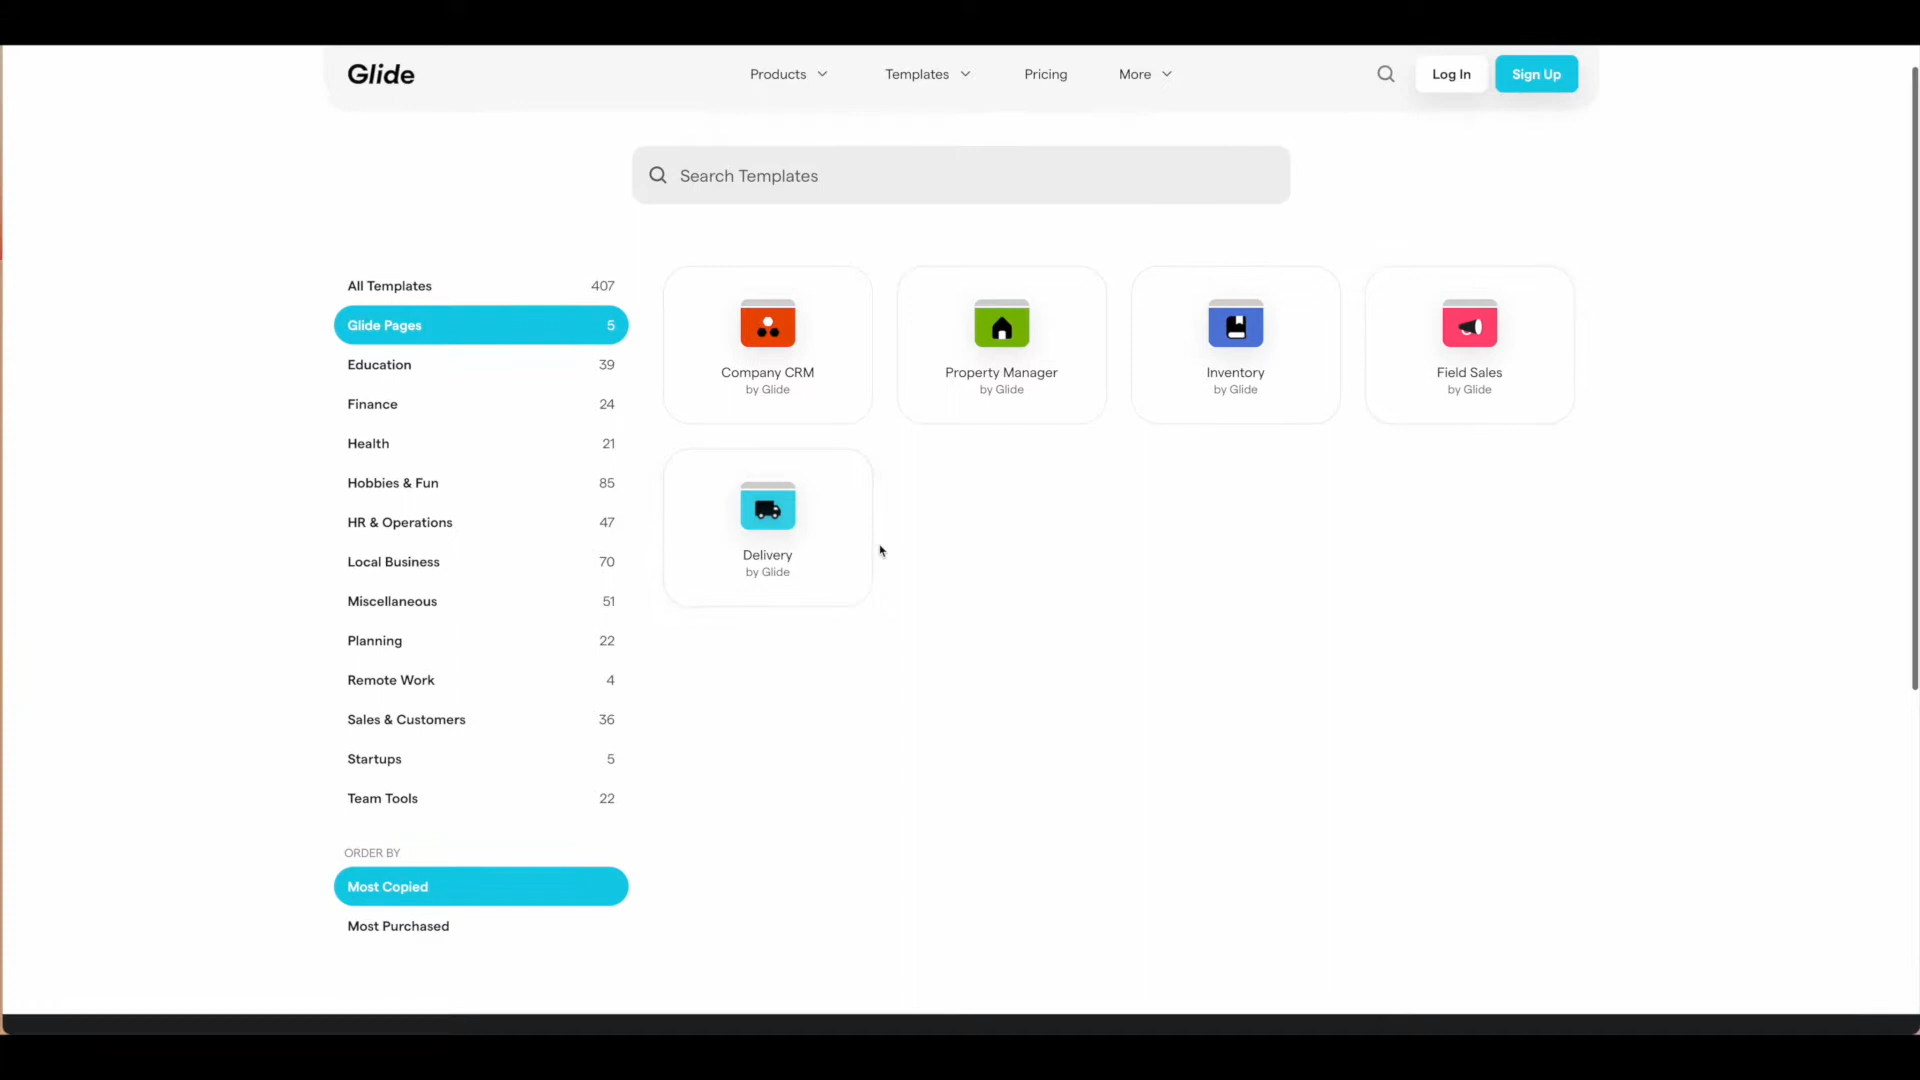 Glide
Products
Templates
Pricing
More
Log In
Sign Up
Search Templates
All Templates 407
Glide Pages 5
Education 39
Finance 24
Health 21
Hobbies & Fun 85
HR & Operations 47
Local Business 70
Miscellaneous 51
Planning 22
Remote Work 4
Sales & Customers 36
Startups 5
Team Tools 22
ORDER BY
Most Copied
Most Purchased
Company CRM
by Glide
Property Manager
by Glide
Inventory
by Glide
Field Sales
by Glide
Delivery
by Glide